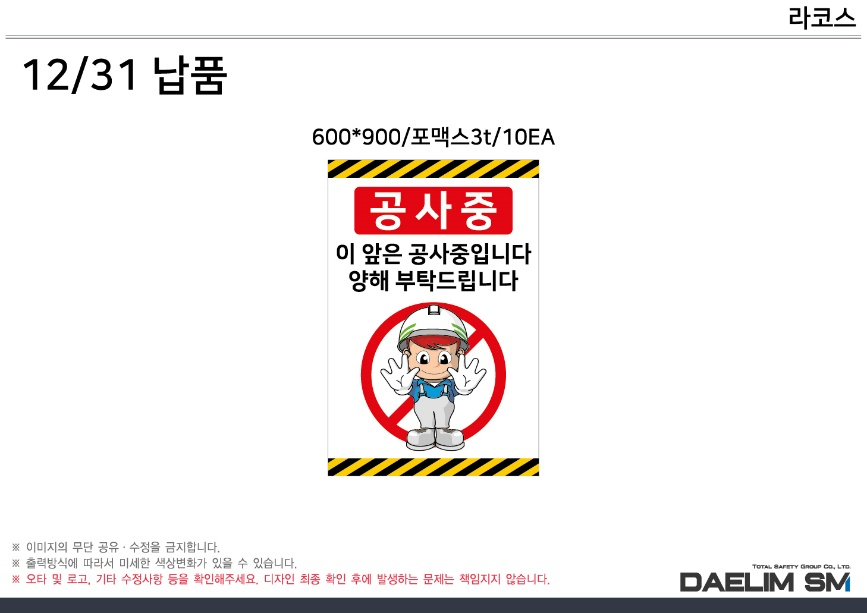 라코스
12/31 납품
600*900/포맥스3t/10EA
공사중
이 앞은 공사중입니다
양해 부탁드립니다
※ 이미지의 무단 공유 · 수정을 금지합니다.
※ 출력방식에 따라서 미세한 색상변화가 있을 수 있습니다.
※ 오타 및 로고, 기타 수정사항 등을 확인해주세요. 디자인 최종 확인 후에 발생하는 문제는 책임지지 않습니다.
TOTAL SAFETY GROUP CO., LTD.
DAELIM SM